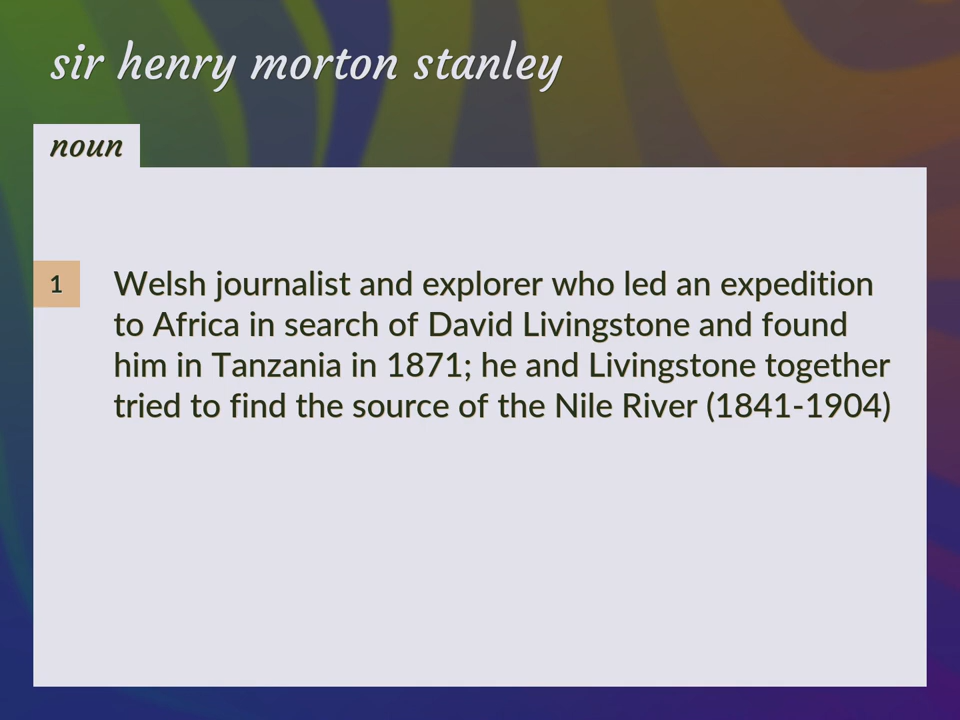 sir henry morton stanley
noun
1
Welsh journalist and explorer who led an expedition
to Africa in search of David Livingstone and found
him in Tanzania in 1871; he and Livingstone together
tried to find the source of the Nile River (1841-1904)